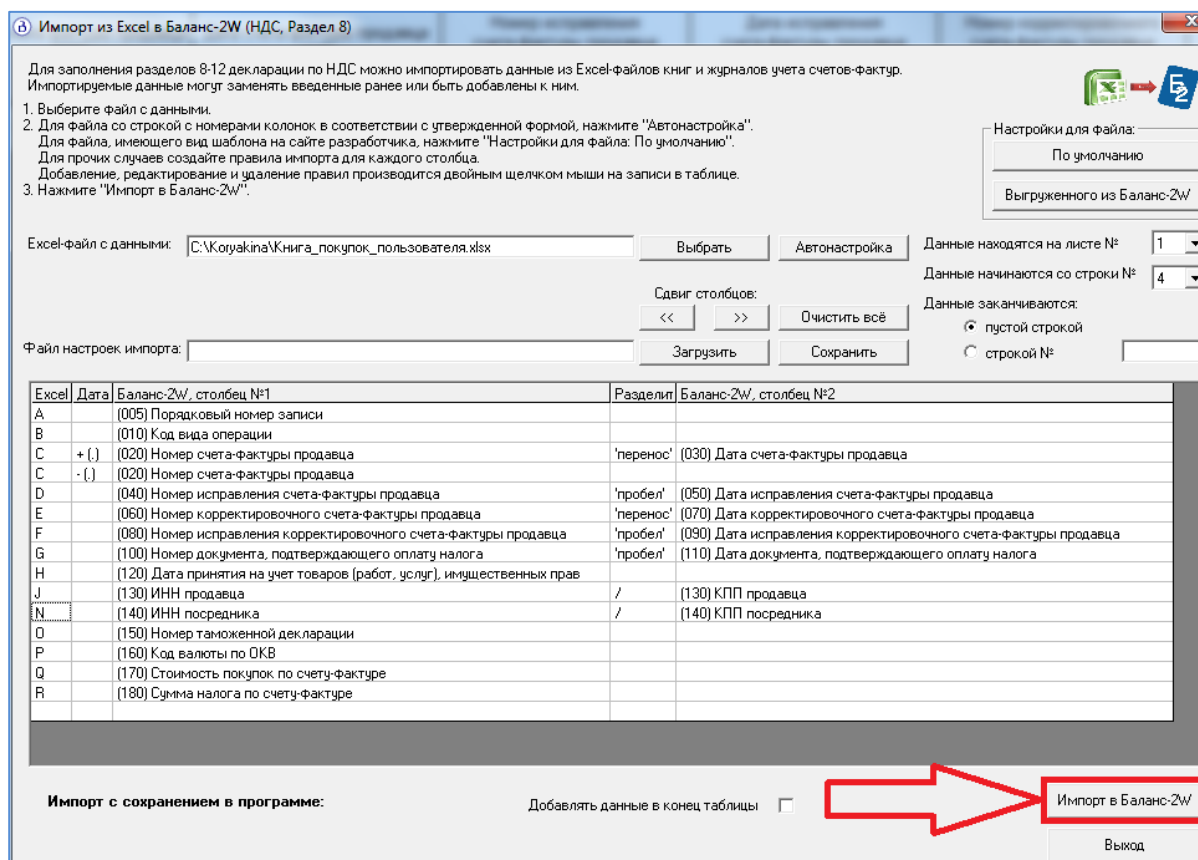 Импорт из Excel в Баланс-2W (НДС, Раздел 8)
Для заполнения разделов 8-12 декларации по НДС можно импортировать данные из Excel-файлов книг и журналов учета счетов-фактур.
Импортируемые данные могут заменять введенные ранее или быть добавлены к ним.
1. Выберите файл с данными.
2. Для файла со строкой с номерами колонок в соответствии с утвержденной формой, нажмите "Автонастройка".
Для файла, имеющего вид шаблона на сайте разработчика, нажмите "Настройки для файла: По умолчанию".
Для прочих случаев создайте правила импорта для каждого столбца.
Добавление, редактирование и удаление правил производится двойным щелчком мыши на записи в таблице.
3. Нажмите "Импорт в Баланс-2W".
Настройки для файла:
По умолчанию
Выгруженного из Баланс-2W
Excel-файл с данными: C:\Koryakina\Книга_покупок_пользователя.xlsx Выбрать Автонастройка Данные находятся на листе № 1
Данные начинаются со строки № 4
Сдвиг столбцов: Данные заканчиваются:
<< >> Очистить всё пустой строкой
Файл настроек импорта: Загрузить Сохранить строкой №
Excel Дата Баланс-2W, столбец №1 Разделит Баланс-2W, столбец №2
A (005) Порядковый номер записи
B (010) Код вида операции
C + (.) (020) Номер счета-фактуры продавца 'перенос' (030) Дата счета-фактуры продавца
C - (.) (020) Номер счета-фактуры продавца
D (040) Номер исправления счета-фактуры продавца 'пробел' (050) Дата исправления счета-фактуры продавца
E (060) Номер корректировочного счета-фактуры продавца 'перенос' (070) Дата корректировочного счета-фактуры продавца
F (080) Номер исправления корректировочного счета-фактуры продавца 'пробел' (090) Дата исправления корректировочного счета-фактуры продавца
G (100) Номер документа, подтверждающего оплату налога 'пробел' (110) Дата документа, подтверждающего оплату налога
H (120) Дата принятия на учет товаров (работ, услуг), имущественных прав
J (130) ИНН продавца / (130) КПП продавца
N (140) ИНН посредника / (140) КПП посредника
O (150) Номер таможенной декларации
P (160) Код валюты по ОКВ
Q (170) Стоимость покупок по счету-фактуре
R (180) Сумма налога по счету-фактуре
Импорт с сохранением в программе: Добавлять данные в конец таблицы Импорт в Баланс-2W
Выход